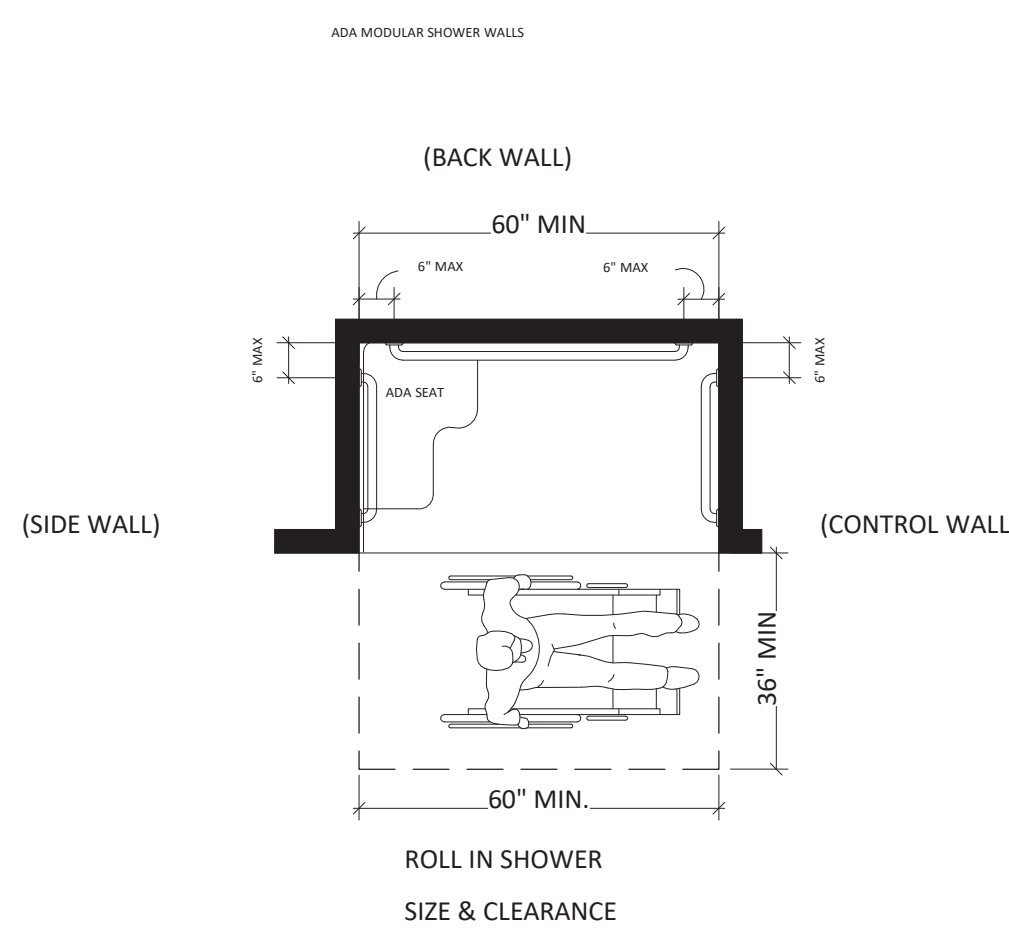 ADA MODULAR SHOWER WALLS
(BACK WALL)
60" MIN
6" MAX
6" MAX
6" MAX
6" MAX
ADA SEAT
(SIDE WALL)
(CONTROL WALL
36" MIN
60" MIN.
ROLL IN SHOWER
SIZE & CLEARANCE